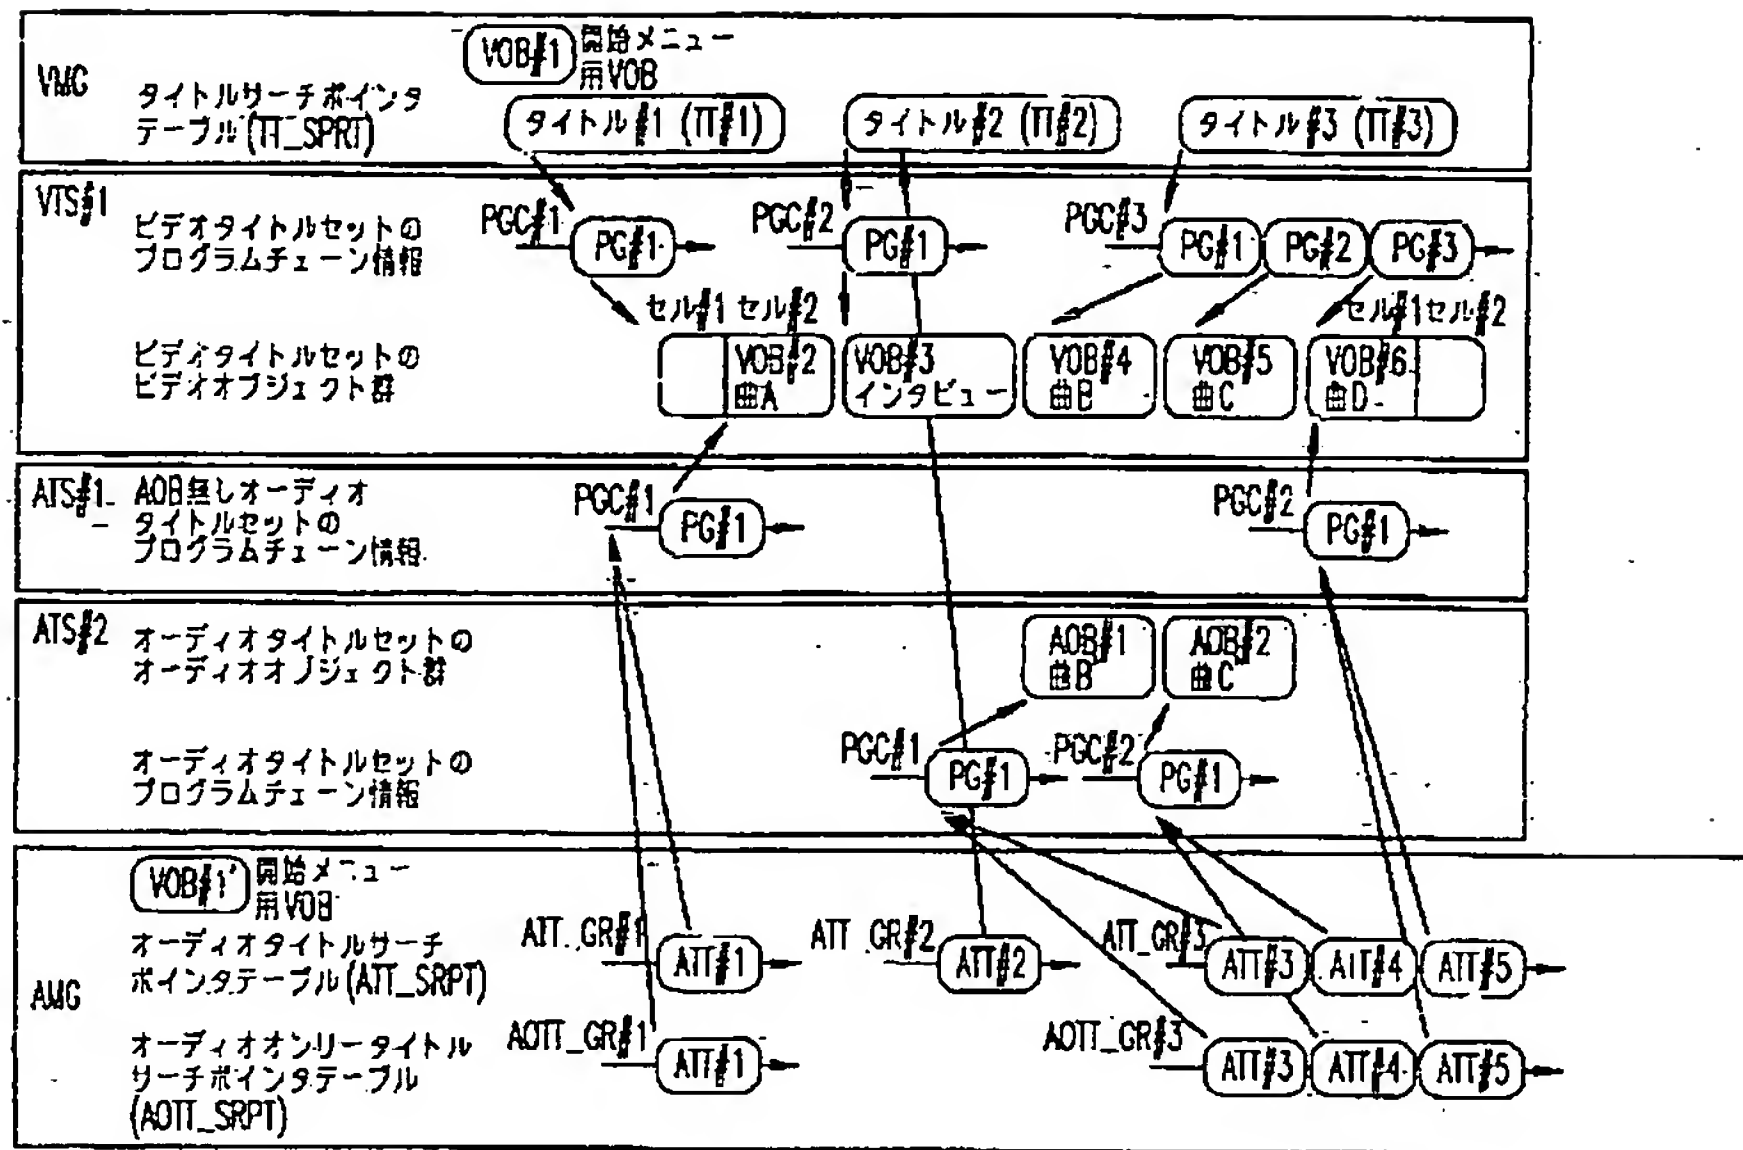 VMG
VOB#1
開始メニュー
用VOB
タイトルサーチポインタ
テーブル(TT_SPRT)
タイトル#1 (TT#1)
タイトル#2 (TT#2)
タイトル#3 (TT#3)
VTS#1
ビデオタイトルセットの
プログラムチェーン情報
PGC#1
PG#1
PGC#2
PG#1
PGC#3
PG#1
PG#2
PG#3
セル#1 セル#2
セル#1セル#2
ビデオタイトルセットの
ビデオオブジェクト群
VOB#2
曲A
VOB#3
インタビュー
VOB#4
曲B
VOB#5
曲C
VOB#6
曲D
ATS#1
AOB無しオーディオ
タイトルセットの
プログラムチェーン情報
PGC#1
PG#1
PGC#2
PG#1
ATS#2
オーディオタイトルセットの
オーディオオブジェクト群
AOB#1
曲B
AOB#2
曲C
オーディオタイトルセットの
プログラムチェーン情報
PGC#1
PG#1
PGC#2
PG#1
AMG
VOB#1'
開始メニュー
用VOB
オーディオタイトルサーチ
ポインタテーブル(ATT_SRPT)
ATT_GR#1
ATT#1
ATT_GR#2
ATT#2
ATT_GR#3
ATT#3
ATT#4
ATT#5
オーディオオンリータイトル
サーチポインタテーブル
(AOTT_SRPT)
AOTT_GR#1
ATT#1
AOTT_GR#3
ATT#3
ATT#4
ATT#5